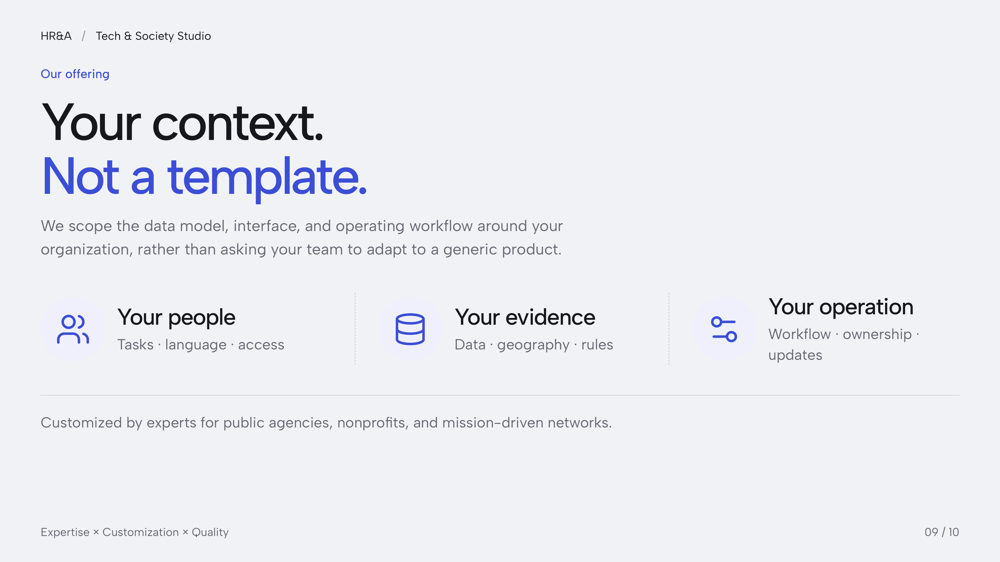 HR&A / Tech & Society Studio
Our offering
Your context.
Not a template.
We scope the data model, interface, and operating workflow around your
organization, rather than asking your team to adapt to a generic product.
Your people
Tasks · language · access
Your evidence
Data · geography · rules
Your operation
Workflow · ownership ·
updates
Customized by experts for public agencies, nonprofits, and mission-driven networks.
Expertise × Customization × Quality
09 / 10